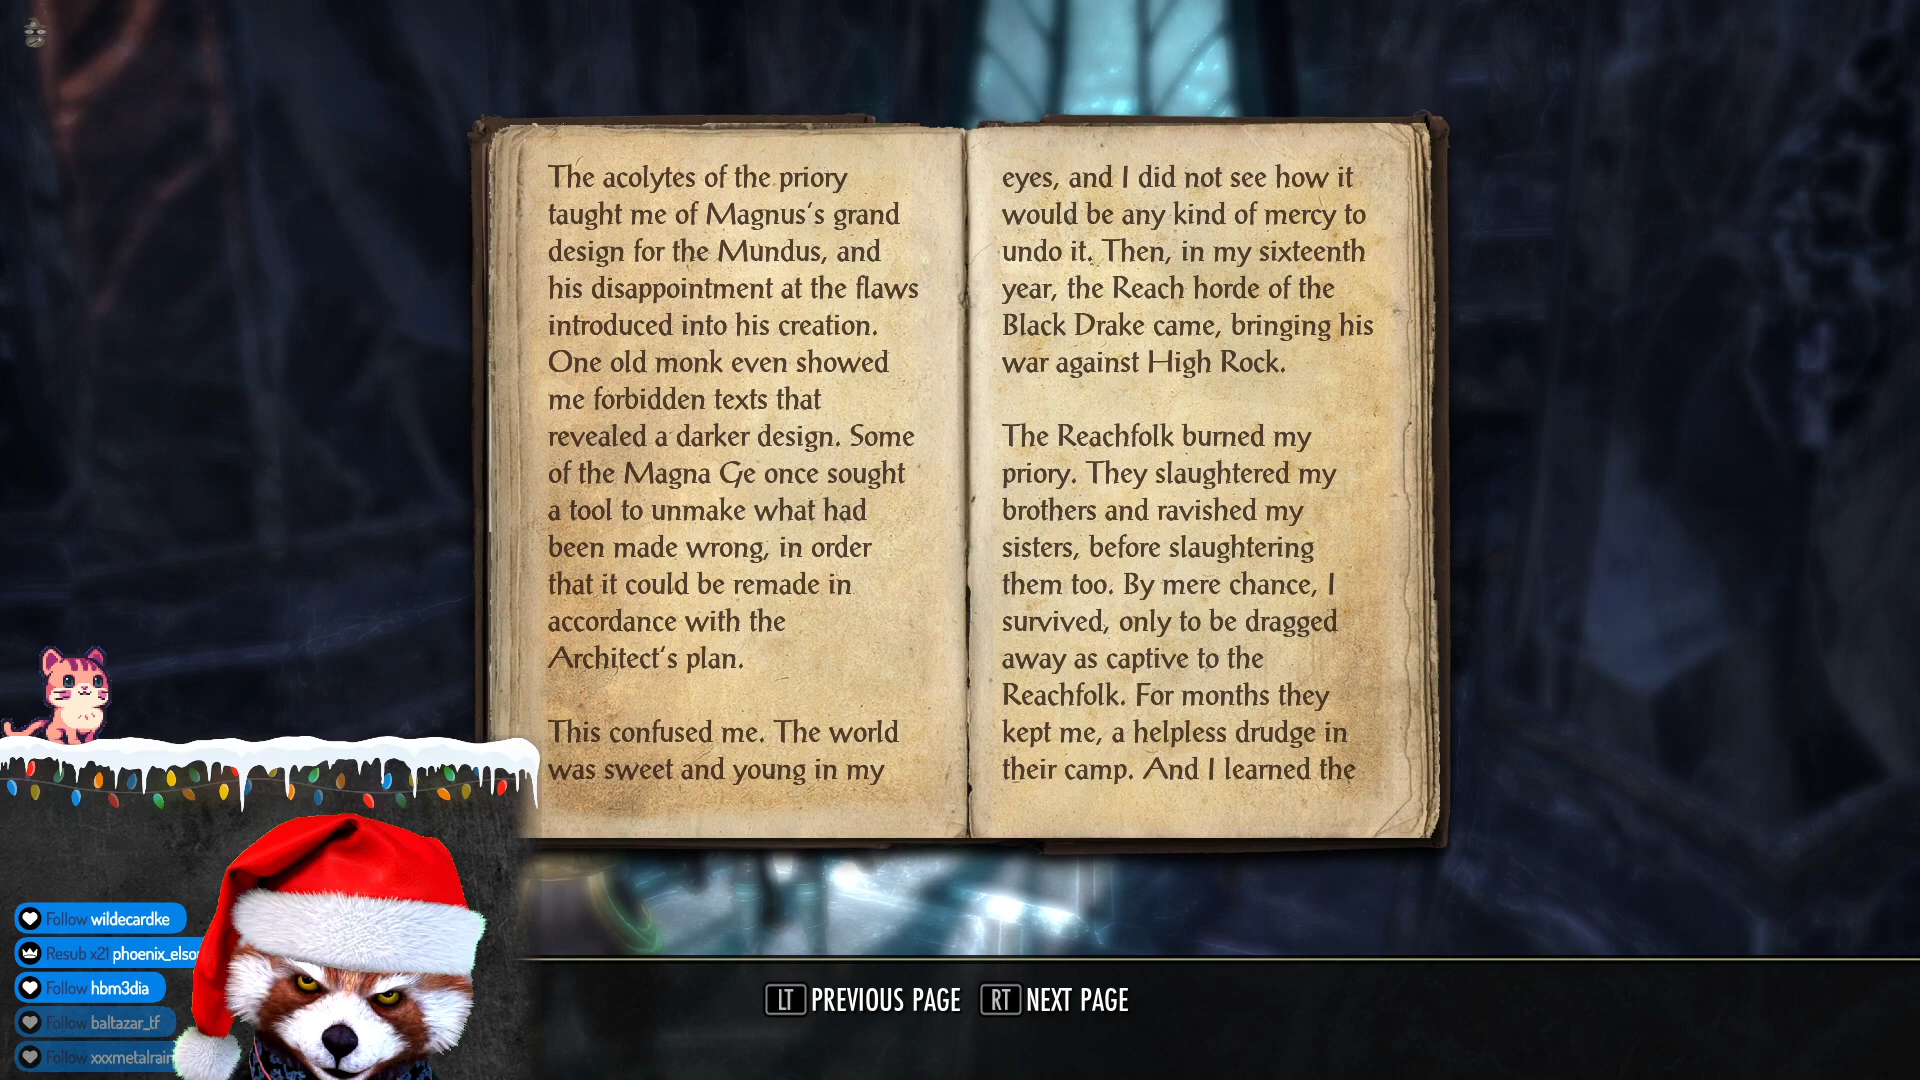 The acolytes of the priory
taught me of Magnus's grand
design for the Mundus, and
his disappointment at the flaws
introduced into his creation.
One old monk even showed
me forbidden texts that
revealed a darker design. Some
of the Magna Ge once sought
a tool to unmake what had
been made wrong, in order
that it could be remade in
accordance with the
Architect's plan.
This confused me. The world
was sweet and young in my
eyes, and I did not see how it
would be any kind of mercy to
undo it. Then, in my sixteenth
year, the Reach horde of the
Black Drake came, bringing his
war against High Rock.
The Reachfolk burned my
priory. They slaughtered my
brothers and ravished my
sisters, before slaughtering
them too. By mere chance, I
survived, only to be dragged
away as captive to the
Reachfolk. For months they
kept me, a helpless drudge in
their camp. And I learned the
Follow wildecardke
Resub x21 phoenix_elso
Follow hbm3dia
Follow baltazar_tf
Follow xxxmetalrain
LT PREVIOUS PAGE RT NEXT PAGE